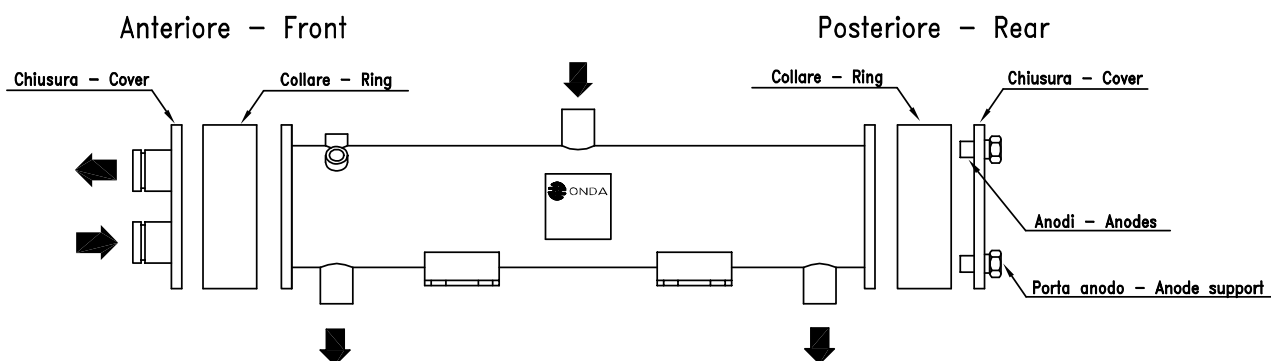 Anteriore – Front
Posteriore – Rear
Chiusura – Cover
Collare – Ring
Collare – Ring
Chiusura – Cover
ONDA
Anodi – Anodes
Porta anodo – Anode support